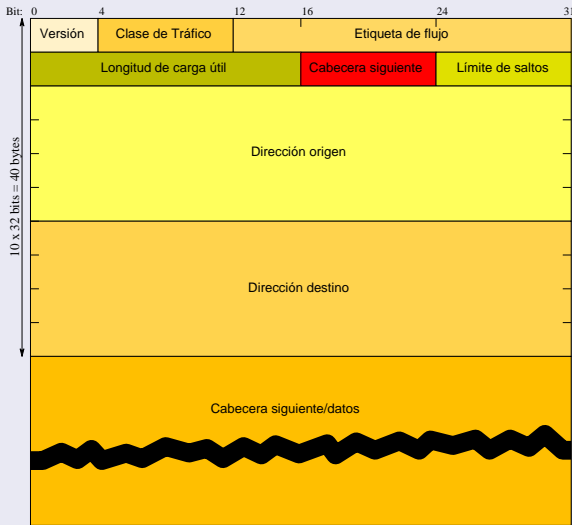 Bit: 0 4 12 16 24 31
Versión Clase de Tráfico Etiqueta de flujo
Longitud de carga útil Cabecera siguiente Límite de saltos
Dirección origen
10 x 32 bits = 40 bytes
Dirección destino
Cabecera siguiente/datos